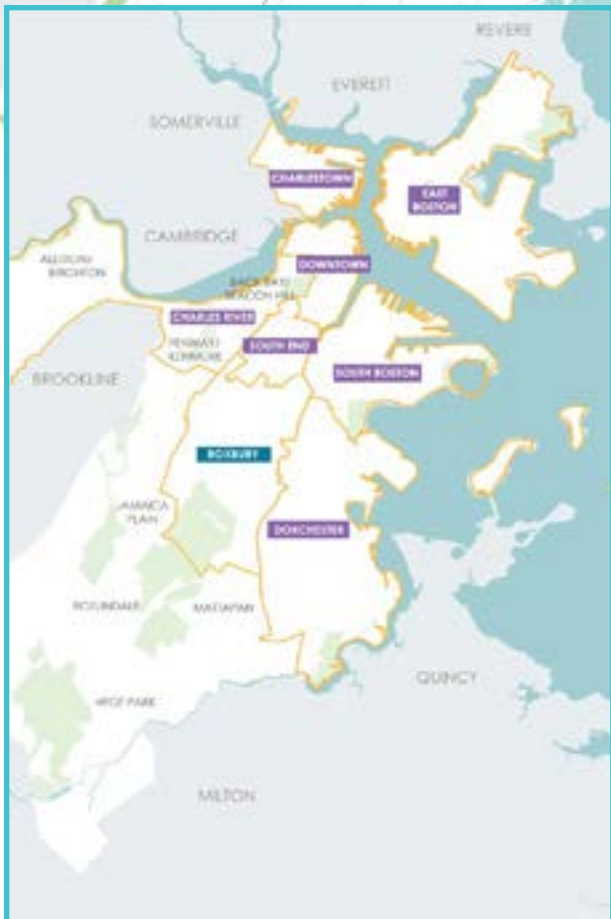 REVERE
EVERETT
SOMERVILLE
CHARLESTOWN
EAST
BOSTON
CAMBRIDGE
ALLSTON/
BRIGHTON
DOWNTOWN
BACK BAY/
BEACON HILL
CHARLES RIVER
FENWAY/
KENMORE
SOUTH END
BROOKLINE
SOUTH BOSTON
ROXBURY
JAMAICA
PLAIN
DORCHESTER
ROSLINDALE
MATTAPAN
QUINCY
HYDE PARK
MILTON